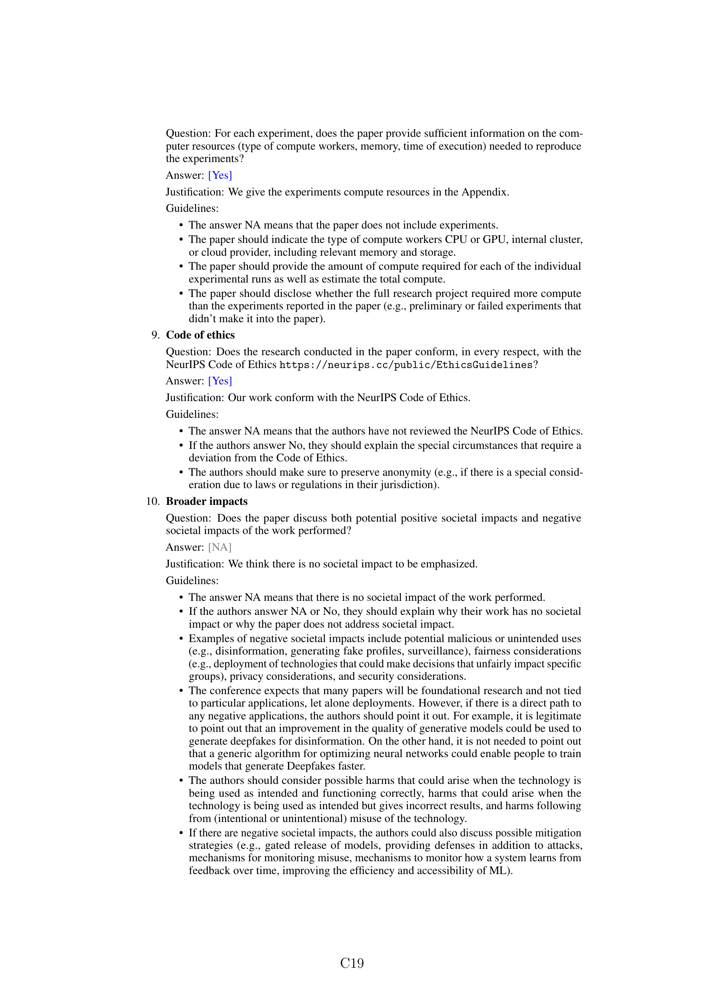 Question: For each experiment, does the paper provide sufficient information on the com-
puter resources (type of compute workers, memory, time of execution) needed to reproduce
the experiments?
Answer: [Yes]
Justification: We give the experiments compute resources in the Appendix.
Guidelines:
• The answer NA means that the paper does not include experiments.
• The paper should indicate the type of compute workers CPU or GPU, internal cluster,
or cloud provider, including relevant memory and storage.
• The paper should provide the amount of compute required for each of the individual
experimental runs as well as estimate the total compute.
• The paper should disclose whether the full research project required more compute
than the experiments reported in the paper (e.g., preliminary or failed experiments that
didn't make it into the paper).
9. Code of ethics
Question: Does the research conducted in the paper conform, in every respect, with the
NeurIPS Code of Ethics https://neurips.cc/public/EthicsGuidelines?
Answer: [Yes]
Justification: Our work conform with the NeurIPS Code of Ethics.
Guidelines:
• The answer NA means that the authors have not reviewed the NeurIPS Code of Ethics.
• If the authors answer No, they should explain the special circumstances that require a
deviation from the Code of Ethics.
• The authors should make sure to preserve anonymity (e.g., if there is a special consid-
eration due to laws or regulations in their jurisdiction).
10. Broader impacts
Question: Does the paper discuss both potential positive societal impacts and negative
societal impacts of the work performed?
Answer: [NA]
Justification: We think there is no societal impact to be emphasized.
Guidelines:
• The answer NA means that there is no societal impact of the work performed.
• If the authors answer NA or No, they should explain why their work has no societal
impact or why the paper does not address societal impact.
• Examples of negative societal impacts include potential malicious or unintended uses
(e.g., disinformation, generating fake profiles, surveillance), fairness considerations
(e.g., deployment of technologies that could make decisions that unfairly impact specific
groups), privacy considerations, and security considerations.
• The conference expects that many papers will be foundational research and not tied
to particular applications, let alone deployments. However, if there is a direct path to
any negative applications, the authors should point it out. For example, it is legitimate
to point out that an improvement in the quality of generative models could be used to
generate deepfakes for disinformation. On the other hand, it is not needed to point out
that a generic algorithm for optimizing neural networks could enable people to train
models that generate Deepfakes faster.
• The authors should consider possible harms that could arise when the technology is
being used as intended and functioning correctly, harms that could arise when the
technology is being used as intended but gives incorrect results, and harms following
from (intentional or unintentional) misuse of the technology.
• If there are negative societal impacts, the authors could also discuss possible mitigation
strategies (e.g., gated release of models, providing defenses in addition to attacks,
mechanisms for monitoring misuse, mechanisms to monitor how a system learns from
feedback over time, improving the efficiency and accessibility of ML).
C19